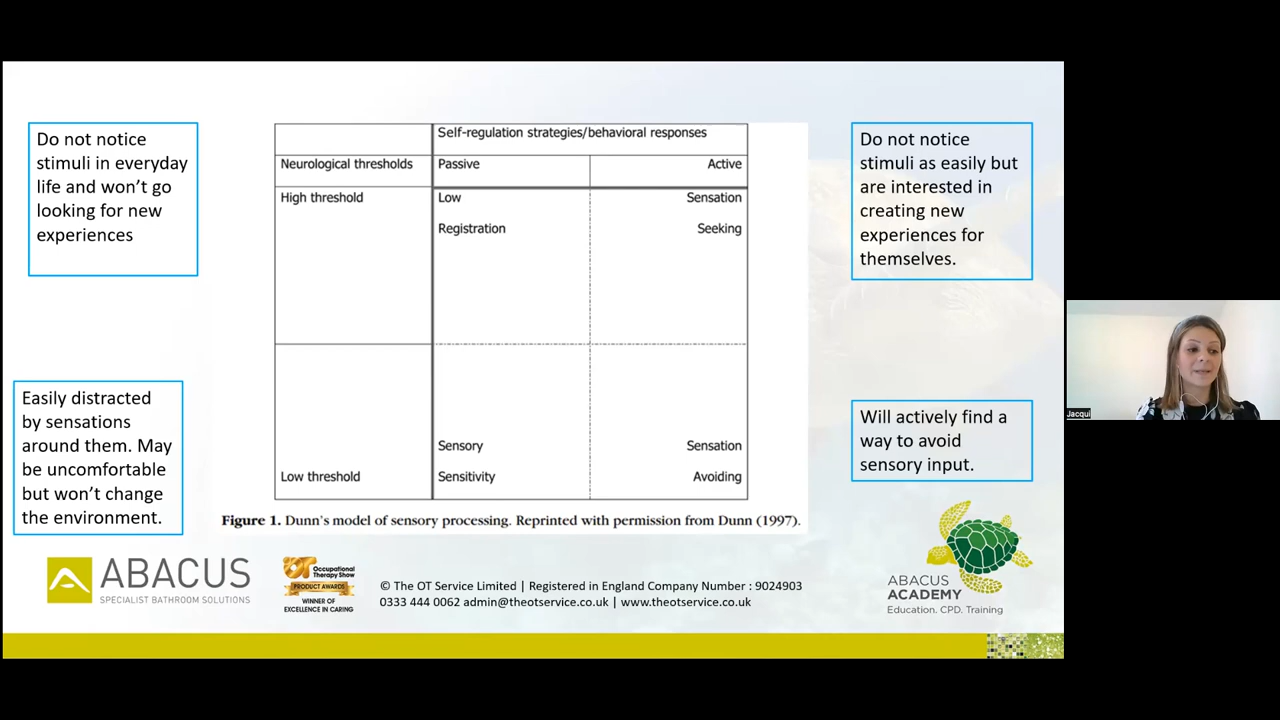 Do not notice
stimuli in everyday
life and won't go
looking for new
experiences
Self-regulation strategies/behavioral responses
Neurological thresholds
Passive
Active
High threshold
Low
Registration
Sensation
Seeking
Low threshold
Sensory
Sensitivity
Sensation
Avoiding
Figure 1. Dunn's model of sensory processing. Reprinted with permission from Dunn (1997).
Do not notice
stimuli as easily but
are interested in
creating new
experiences for
themselves.
Easily distracted
by sensations
around them. May
be uncomfortable
but won't change
the environment.
Will actively find a
way to avoid
sensory input.
Jacqui
ABACUS
SPECIALIST BATHROOM SOLUTIONS
OT Occupational
Therapy Show
PRODUCT AWARDS
WINNER OF
EXCELLENCE IN CARING
© The OT Service Limited | Registered in England Company Number : 9024903
0333 444 0062 admin@theotservice.co.uk | www.theotservice.co.uk
ABACUS
ACADEMY
Education. CPD. Training